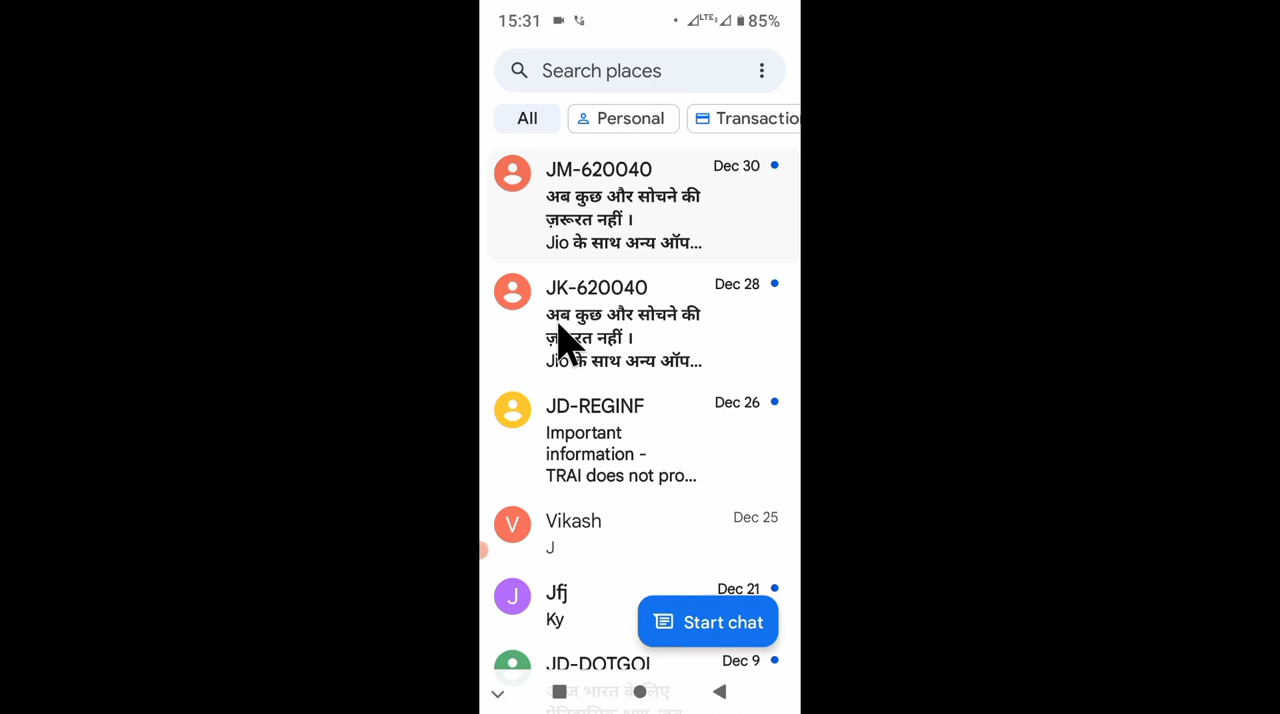 15:31 LTE 85%
Search places
All Personal Transactio
JM-620040 Dec 30
अब कुछ और सोचने की
ज़रूरत नहीं ।
Jio के साथ अन्य ऑप...
JK-620040 Dec 28
अब कुछ और सोचने की
नहीं ।
Jio के साथ अन्य ऑप...
JD-REGINF Dec 26
Important
information -
TRAI does not pro...
V Vikash Dec 25
J
J Jfj Dec 21
Ky
Start chat
JD-DOTGOI Dec 9
भारत के लिए